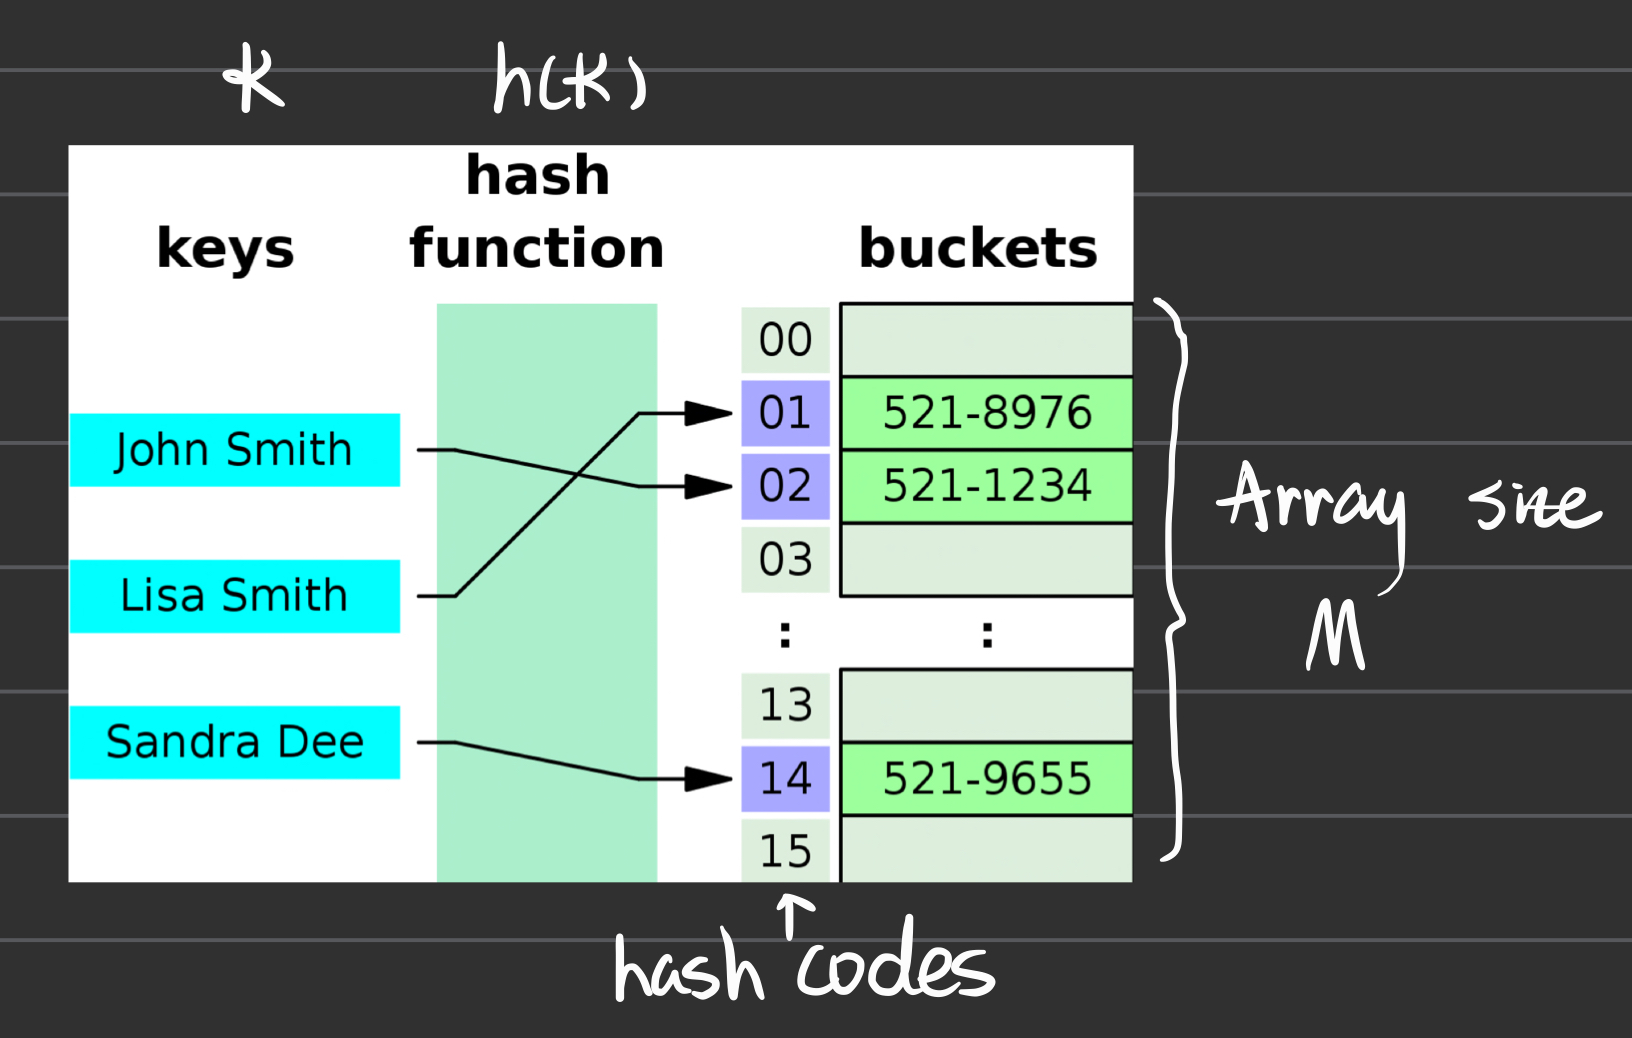 K h(K)
hash
keys function buckets
00
01 521-8976
John Smith
02 521-1234
03
Array size
Lisa Smith
: :
M
13
Sandra Dee
14 521-9655
15
hash codes